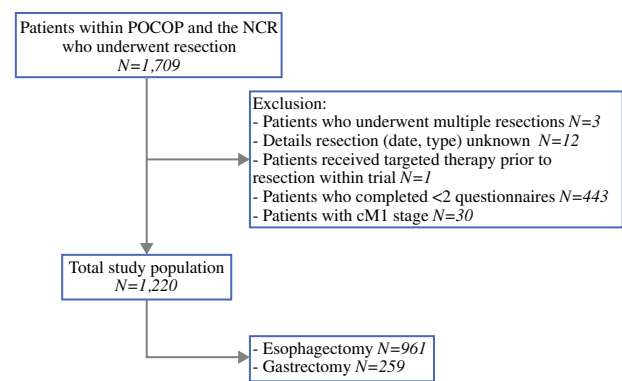 Patients within POCOP and the NCR
who underwent resection
N=1,709
Exclusion:
- Patients who underwent multiple resections N=3
- Details resection (date, type) unknown N=12
- Patients received targeted therapy prior to
resection within trial N=1
- Patients who completed <2 questionnaires N=443
- Patients with cM1 stage N=30
Total study population
N=1,220
- Esophagectomy N=961
- Gastrectomy N=259